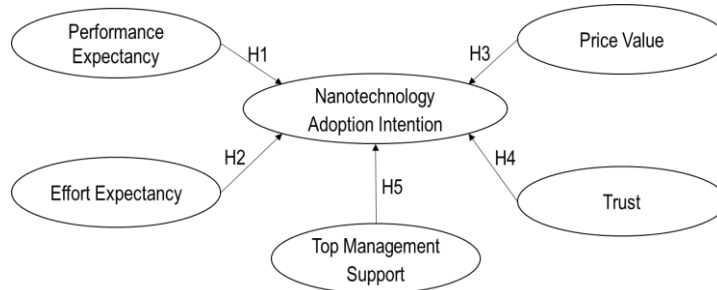 Performance
Expectancy
H1
H3
Price Value
Nanotechnology
Adoption Intention
Effort Expectancy
H2
H4
H5
Trust
Top Management
Support